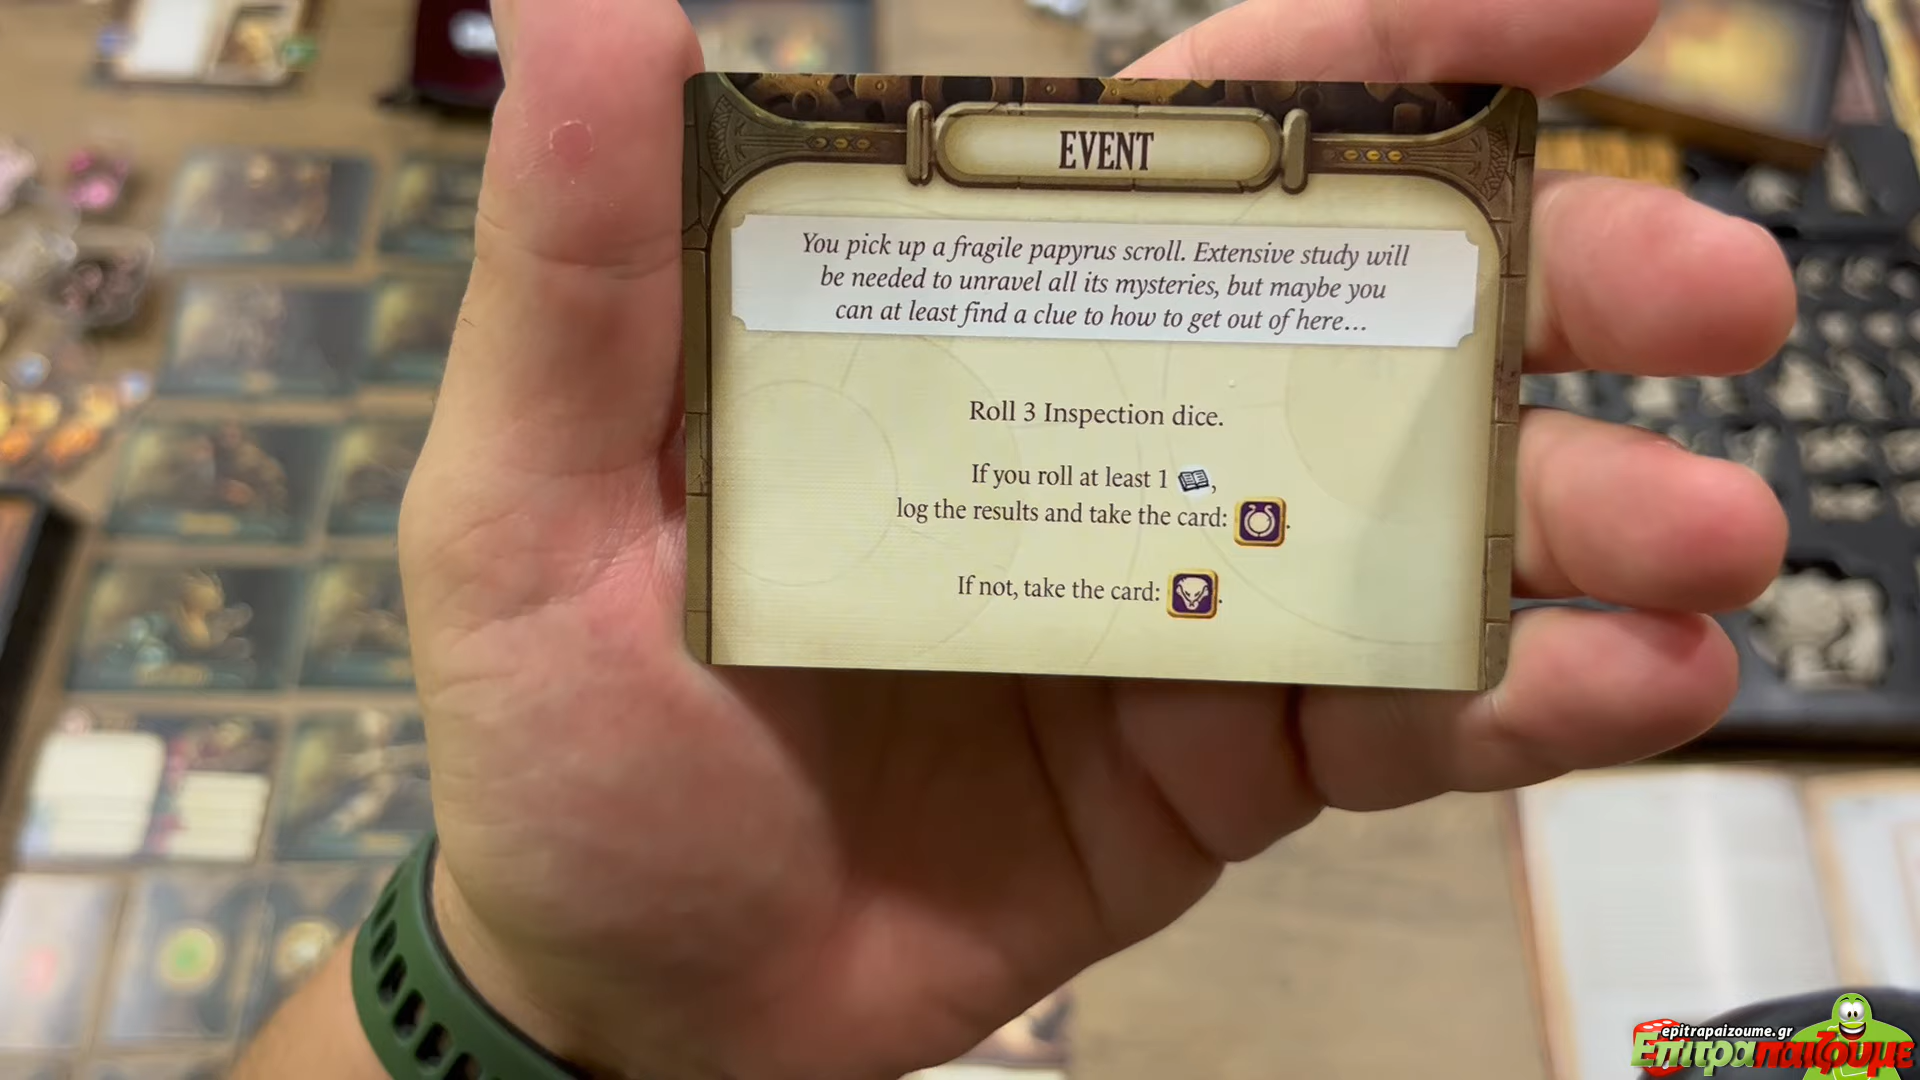 EVENT
You pick up a fragile papyrus scroll. Extensive study will
be needed to unravel all its mysteries, but maybe you
can at least find a clue to how to get out of here...
Roll 3 Inspection dice.
If you roll at least 1 ,
log the results and take the card: .
If not, take the card: .
epitrapaizoume.gr
Επιτραπαίζουμε